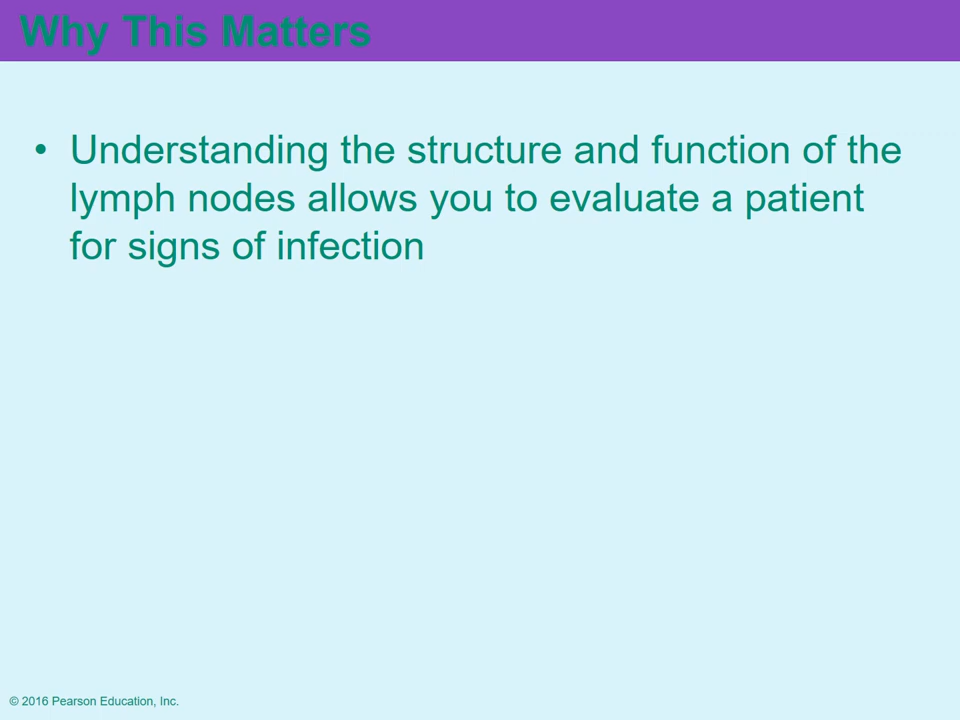 Why This Matters
• Understanding the structure and function of the
lymph nodes allows you to evaluate a patient
for signs of infection
© 2016 Pearson Education, Inc.